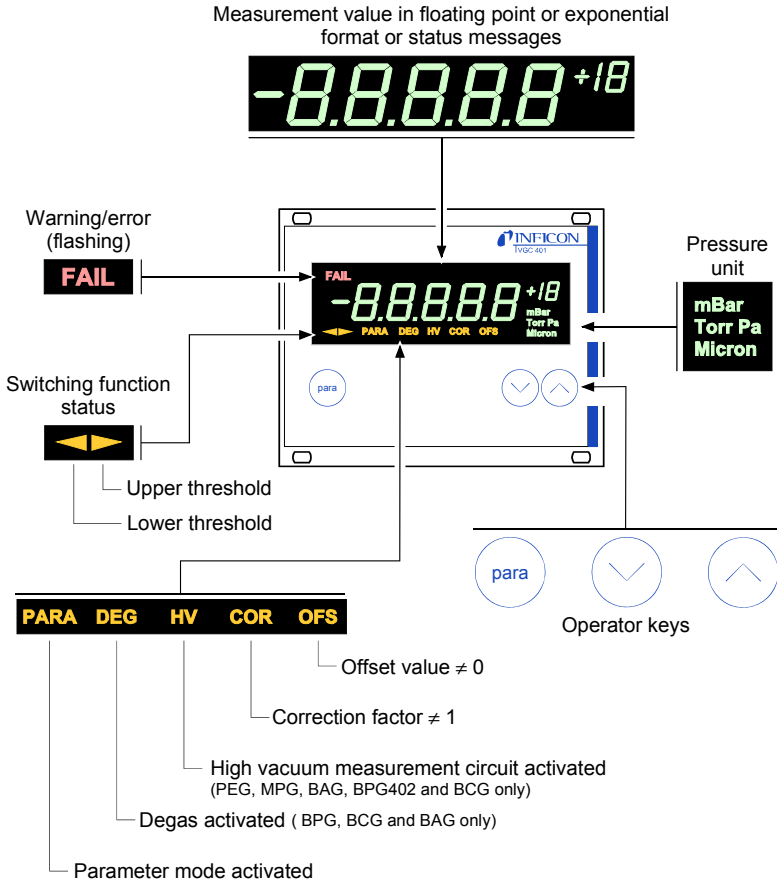 Measurement value in floating point or exponential
format or status messages
-8.8.8.8.8 +18
Warning/error
(flashing)
FAIL
INFICON
VGC 401
FAIL
-8.8.8.8.8 +18
mBar
Torr Pa
Micron
PARA DEG HV COR OFS
para
Pressure
unit
mBar
Torr Pa
Micron
Switching function
status
Upper threshold
Lower threshold
para
Operator keys
PARA DEG HV COR OFS
Offset value ≠ 0
Correction factor ≠ 1
High vacuum measurement circuit activated
(PEG, MPG, BAG, BPG402 and BCG only)
Degas activated ( BPG, BCG and BAG only)
Parameter mode activated